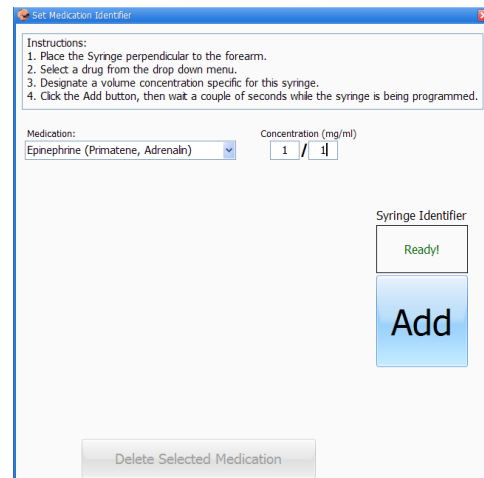 Set Medication Identifier
Instructions:
1. Place the Syringe perpendicular to the forearm.
2. Select a drug from the drop down menu.
3. Designate a volume concentration specific for this syringe.
4. Click the Add button, then wait a couple of seconds while the syringe is being programmed.
Medication:
Concentration (mg/ml)
Epinephrine (Primatene, Adrenalin)
1 / 1
Syringe Identifier
Ready!
Add
Delete Selected Medication